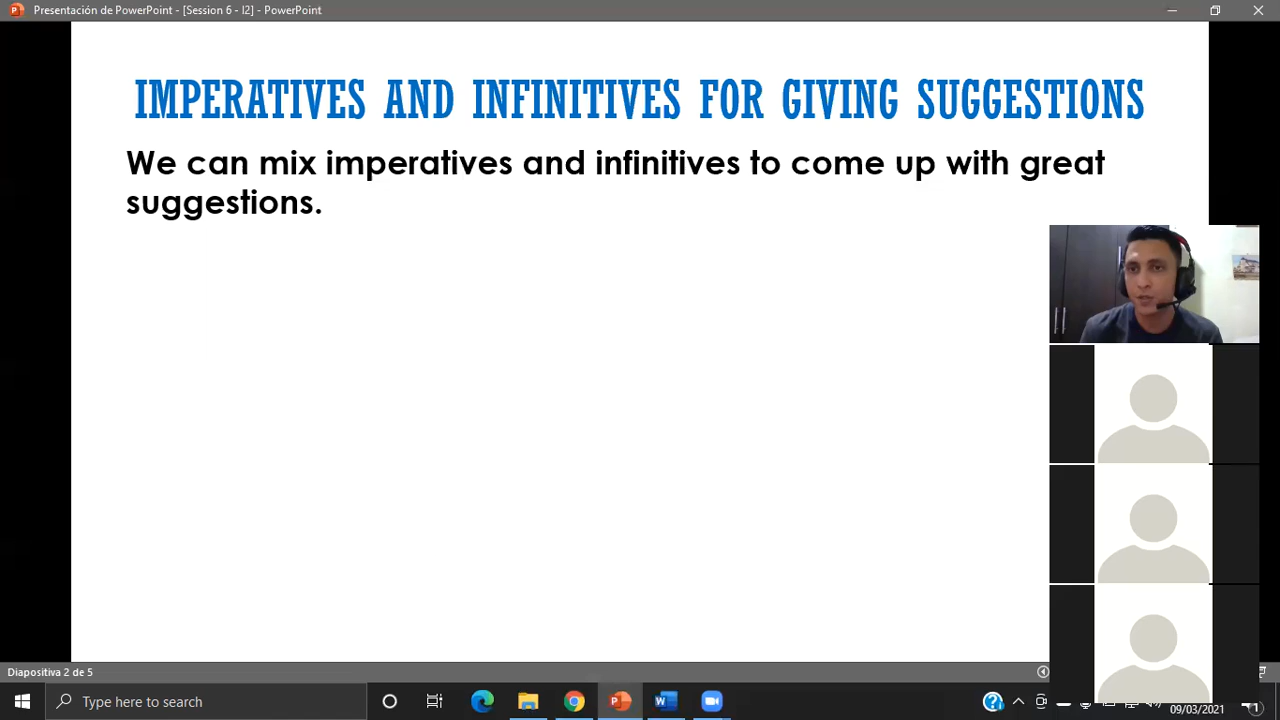 Presentación de PowerPoint - [Session 6 - I2] - PowerPoint
IMPERATIVES AND INFINITIVES FOR GIVING SUGGESTIONS
We can mix imperatives and infinitives to come up with great
suggestions.
Diapositiva 2 de 5
Type here to search
09/03/2021